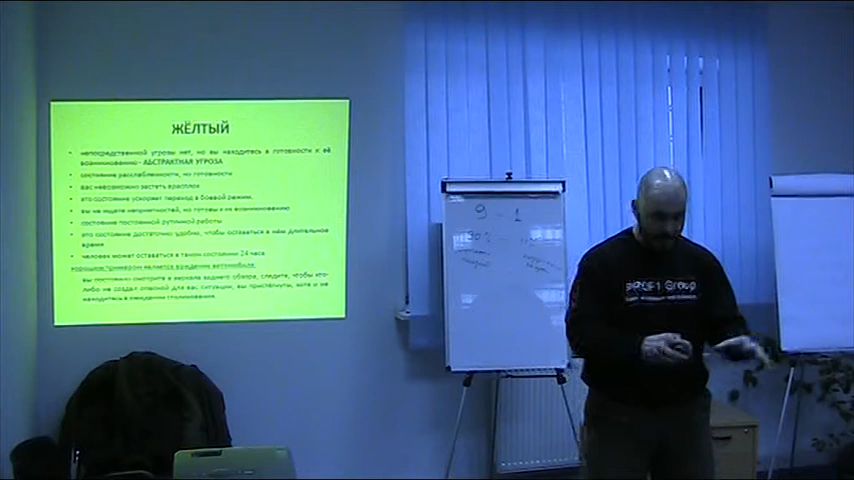 ЖЁЛТЫЙ
• непосредственной угрозы нет, но вы находитесь в готовности к её
возникновению - АБСТРАКТНАЯ УГРОЗА
• состояние расслабленности, но готовности
• вас невозможно застать врасплох
• это состояние ускоряет переход в боевой режим.
• вы не ищете неприятностей, но готовы к их возникновению
• состояние постоянной рутинной работы
• это состояние достаточно удобно, чтобы оставаться в нём длительное
время
• человек может оставаться в таком состоянии 24 часа
хорошим примером является вождение автомобиля:
вы постоянно смотрите в зеркала заднего обзора, следите, чтобы кто-
либо не создал опасной для вас ситуации, вы пристёгнуты, хотя и не
находитесь в ожидании столкновения.
9 - 1
Group